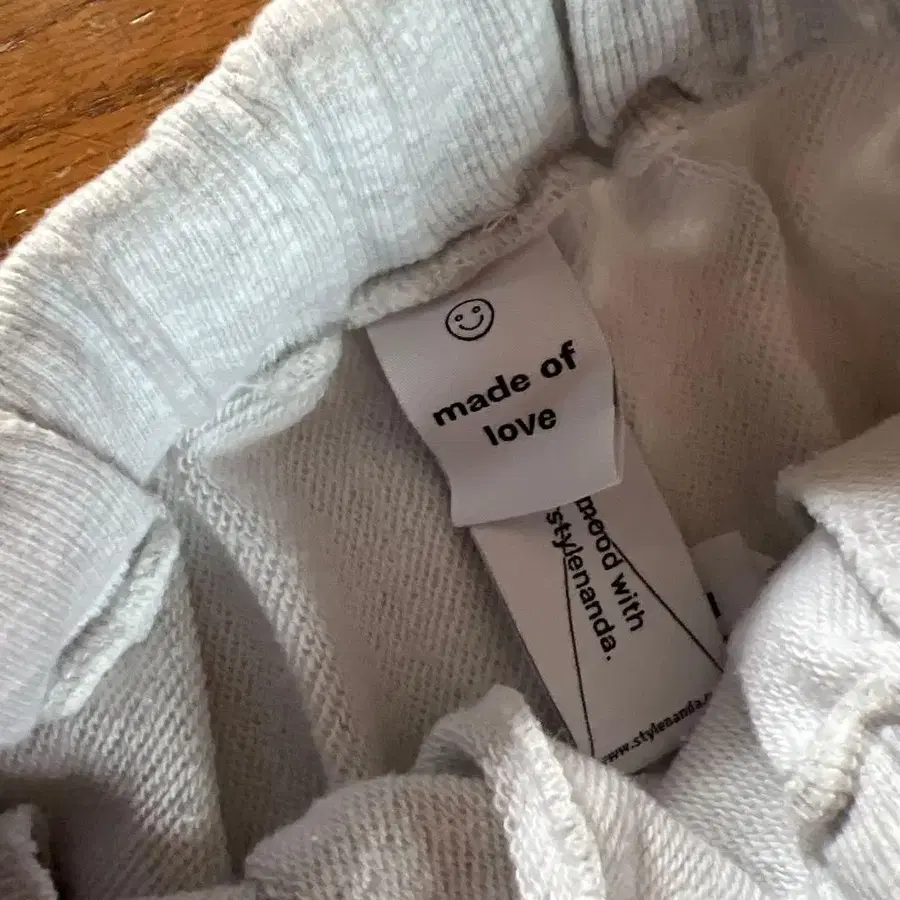 made of
love
mood with
stylenanda.
www.stylenanda.